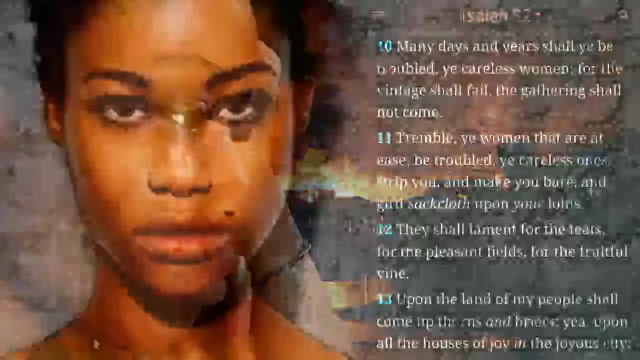 Isaiah 32
10 Many days and years shall ye be
troubled, ye careless women: for the
vintage shall fail, the gathering shall
not come.
11 Tremble, ye women that are at
ease, be troubled, ye careless ones
strip you, and make you bare, and
gird sackcloth upon your loins.
12 They shall lament for the teats,
for the pleasant fields, for the fruitful
vine.
13 Upon the land of my people shall
come up thorns and briers; yea, upon
all the houses of joy in the joyous city: